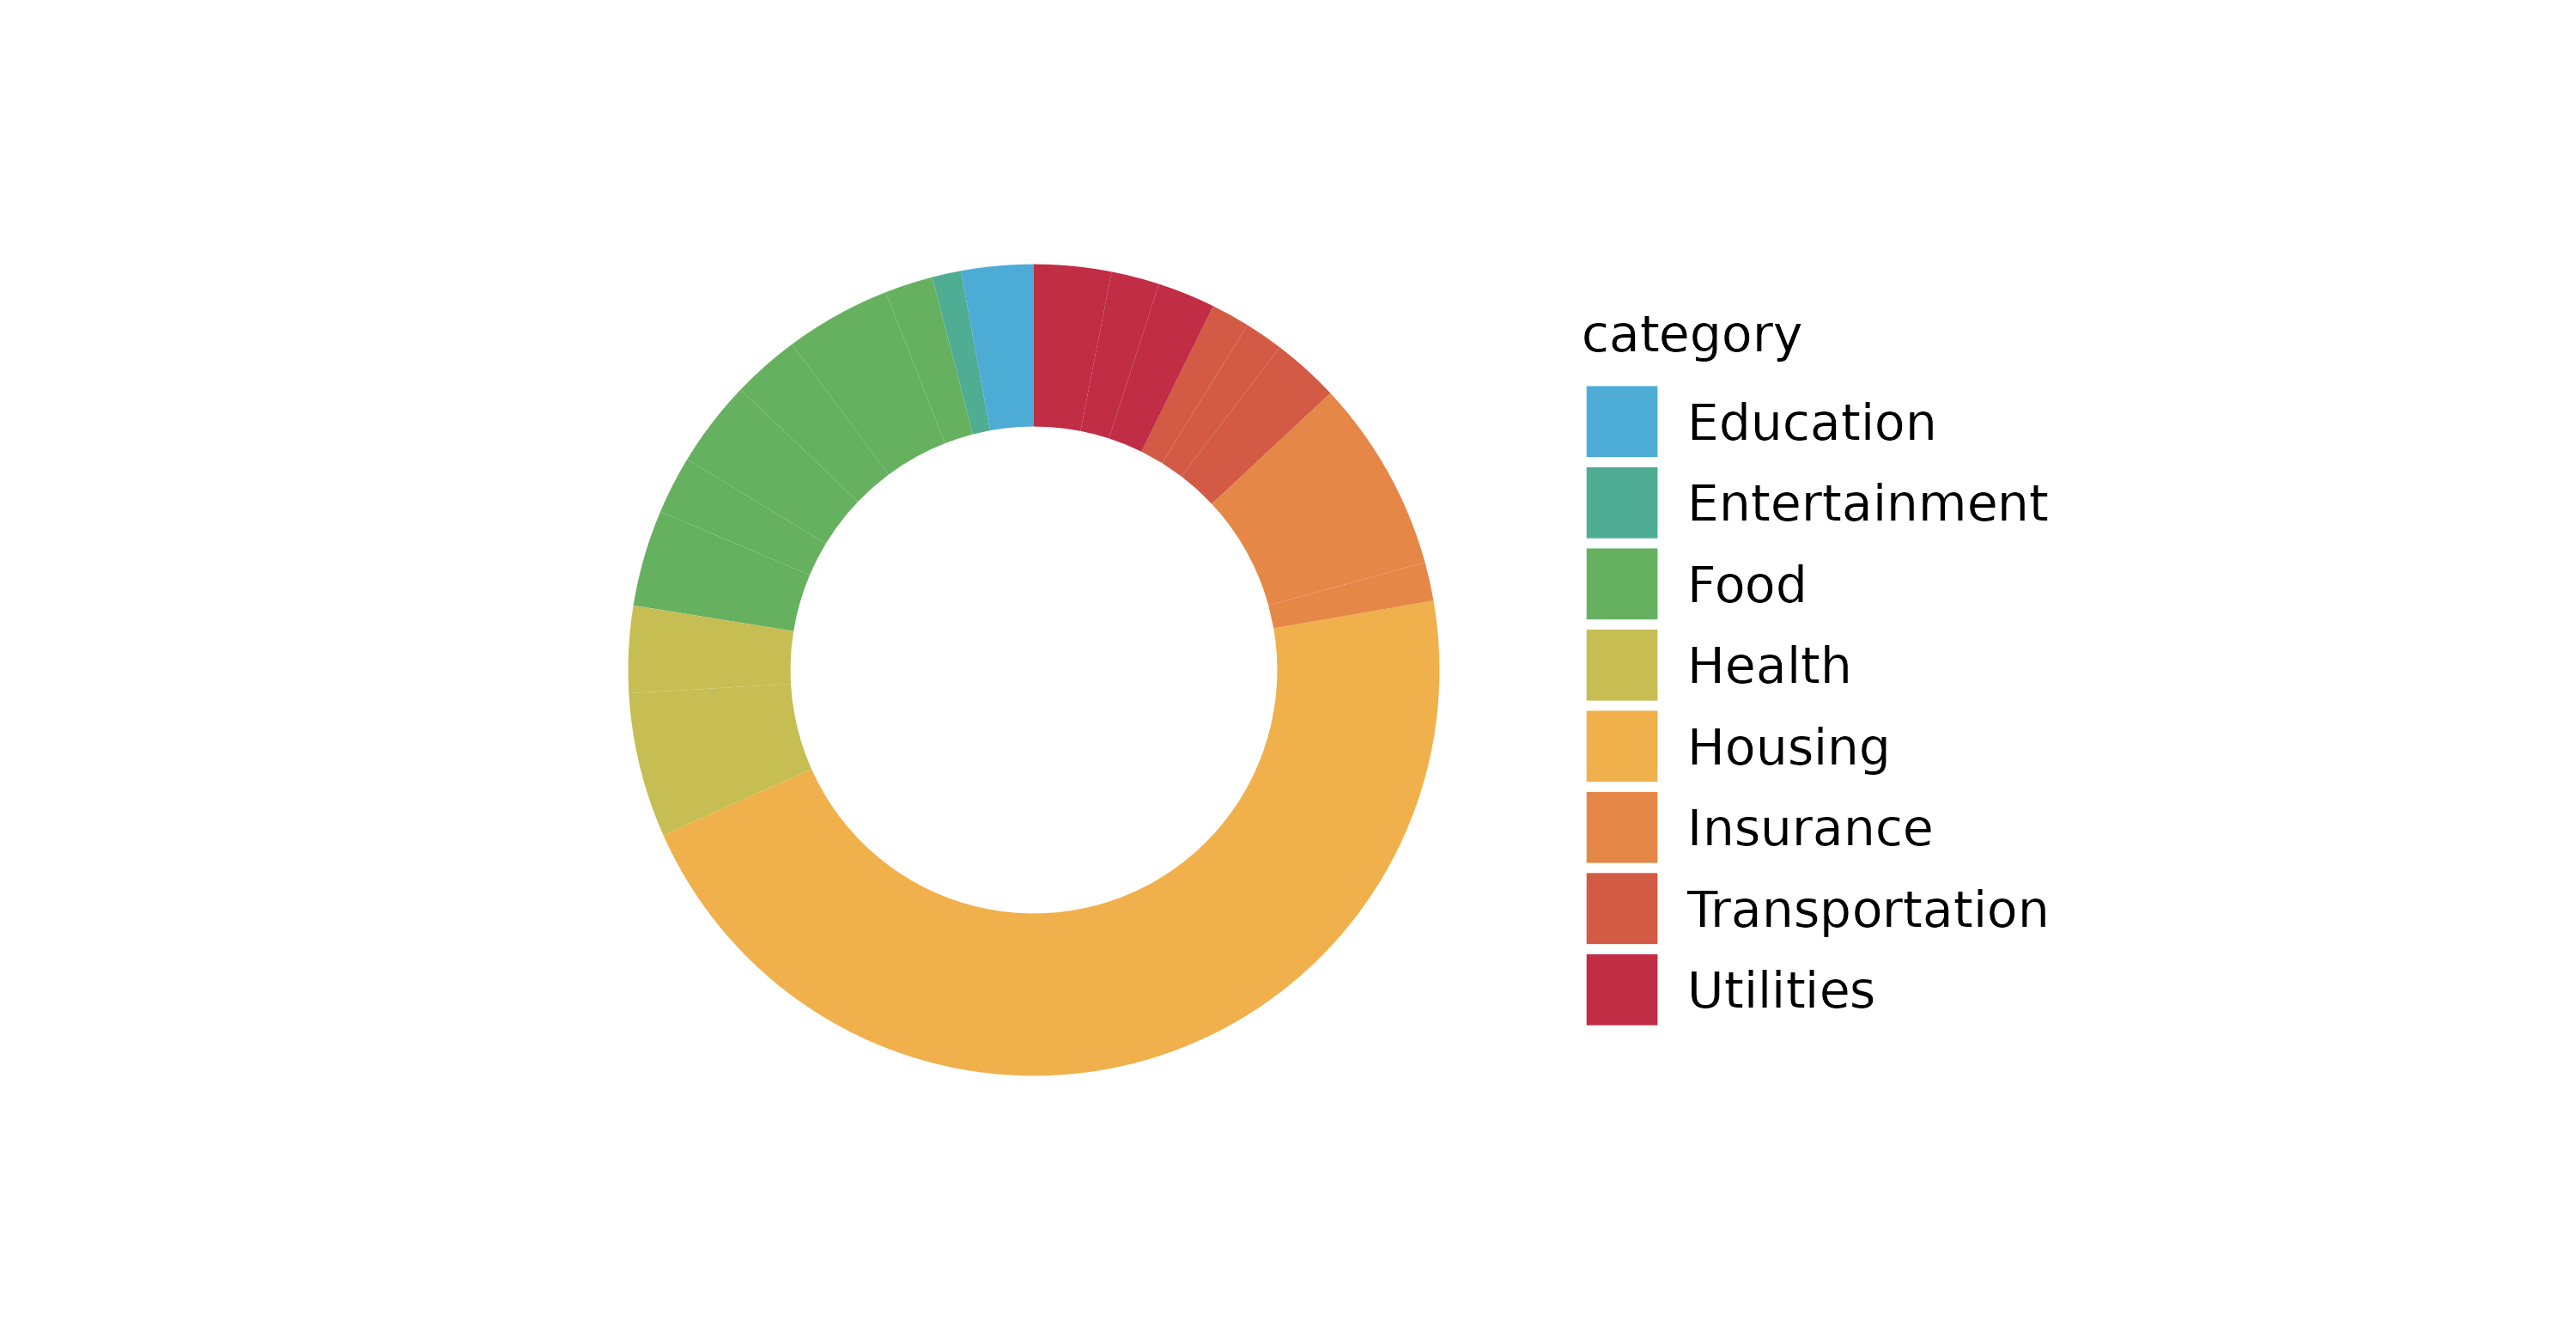 category
Education
Entertainment
Food
Health
Housing
Insurance
Transportation
Utilities